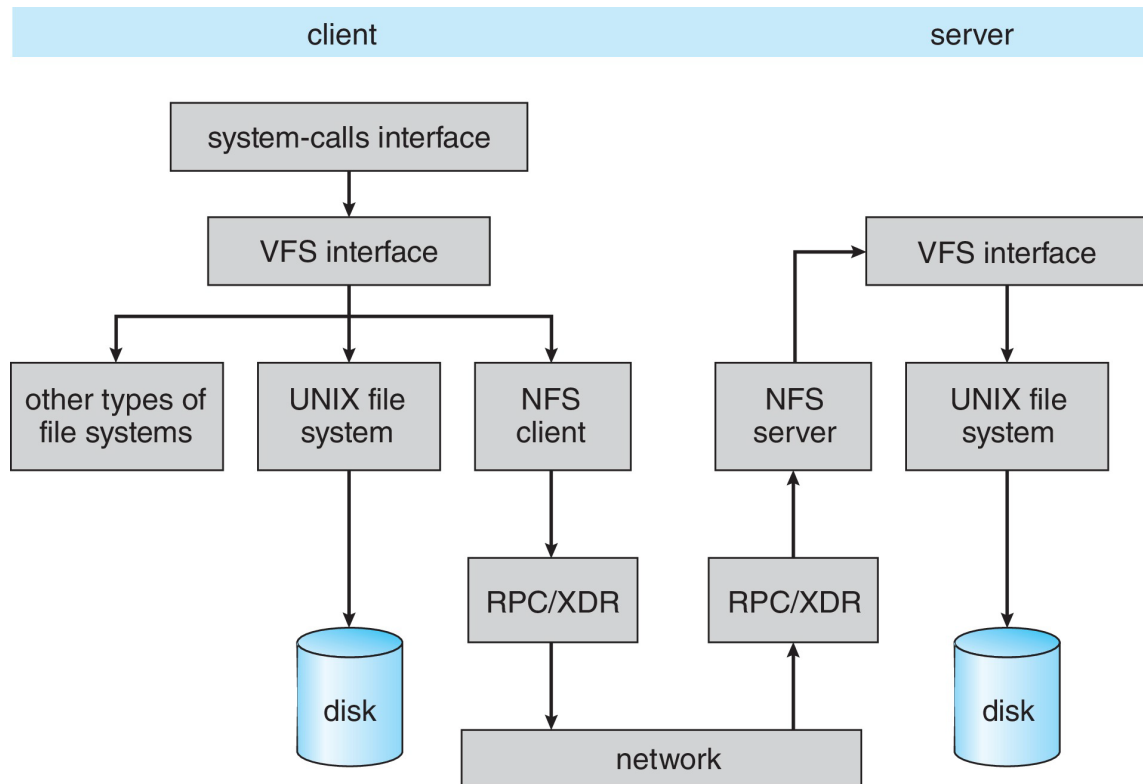 client
server
system-calls interface
VFS interface
VFS interface
other types of
file systems
UNIX file
system
NFS
client
NFS
server
UNIX file
system
RPC/XDR
RPC/XDR
disk
disk
network